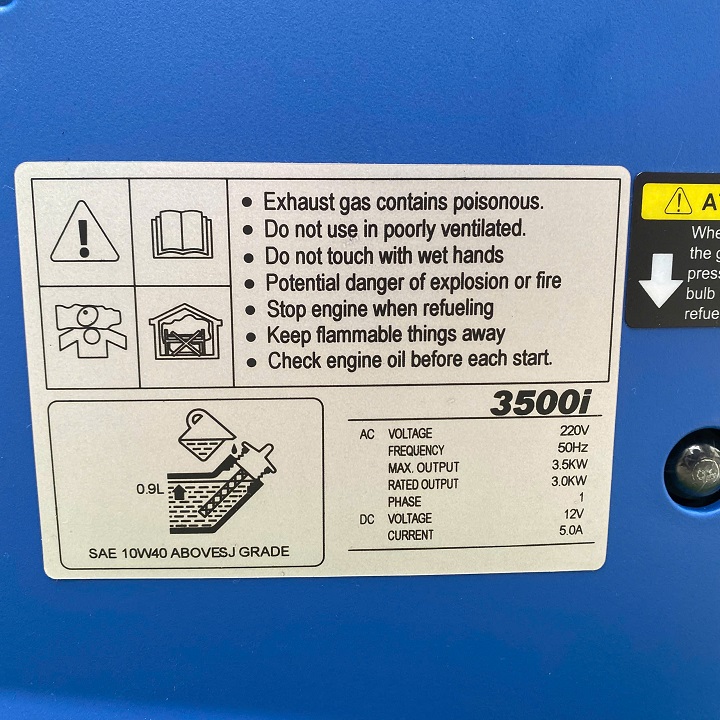 • Exhaust gas contains poisonous.
• Do not use in poorly ventilated.
• Do not touch with wet hands
• Potential danger of explosion or fire
• Stop engine when refueling
• Keep flammable things away
• Check engine oil before each start.
0.9L
SAE 10W40 ABOVESJ GRADE
3500i
AC VOLTAGE 220V
FREQUENCY 50Hz
MAX. OUTPUT 3.5KW
RATED OUTPUT 3.0KW
PHASE 1
DC VOLTAGE 12V
CURRENT 5.0A
the
bulb